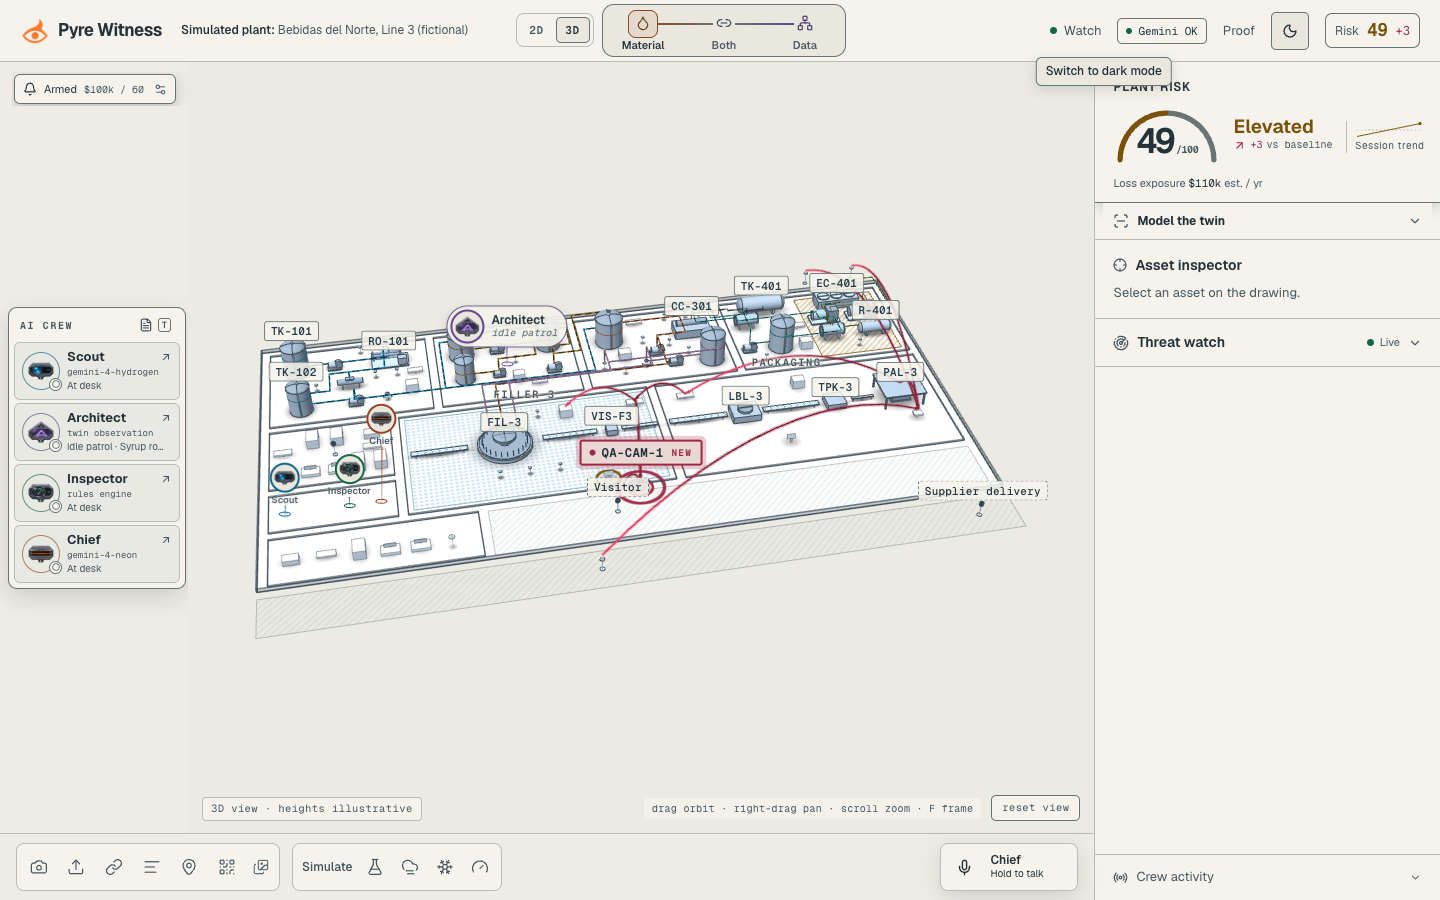 Pyre Witness
Simulated plant: Bebidas del Norte, Line 3 (fictional)
2D 3D
Material Both Data
Watch
Gemini OK
Proof
Risk 49 +3
Switch to dark mode
Armed $100k / 60
PLANT RISK
49 /100
Elevated
+3 vs baseline
Session trend
Loss exposure $110k est. / yr
Model the twin
Asset inspector
Select an asset on the drawing.
Threat watch
Live
AI CREW
T
Scout
gemini-4-hydrogen
At desk
Architect
twin observation
idle patrol · Syrup ro...
Inspector
rules engine
At desk
Chief
gemini-4-neon
At desk
TK-101
RO-101
TK-102
Architect
idle patrol
CC-301
TK-401
EC-401
R-401
PACKAGING
PAL-3
FILLER-3
FIL-3
VIS-F3
LBL-3
TPK-3
Chief
QA-CAM-1 NEW
Visitor
Supplier delivery
Inspector
Scout
3D view · heights illustrative
drag orbit · right-drag pan · scroll zoom · F frame
reset view
Simulate
Chief
Hold to talk
Crew activity